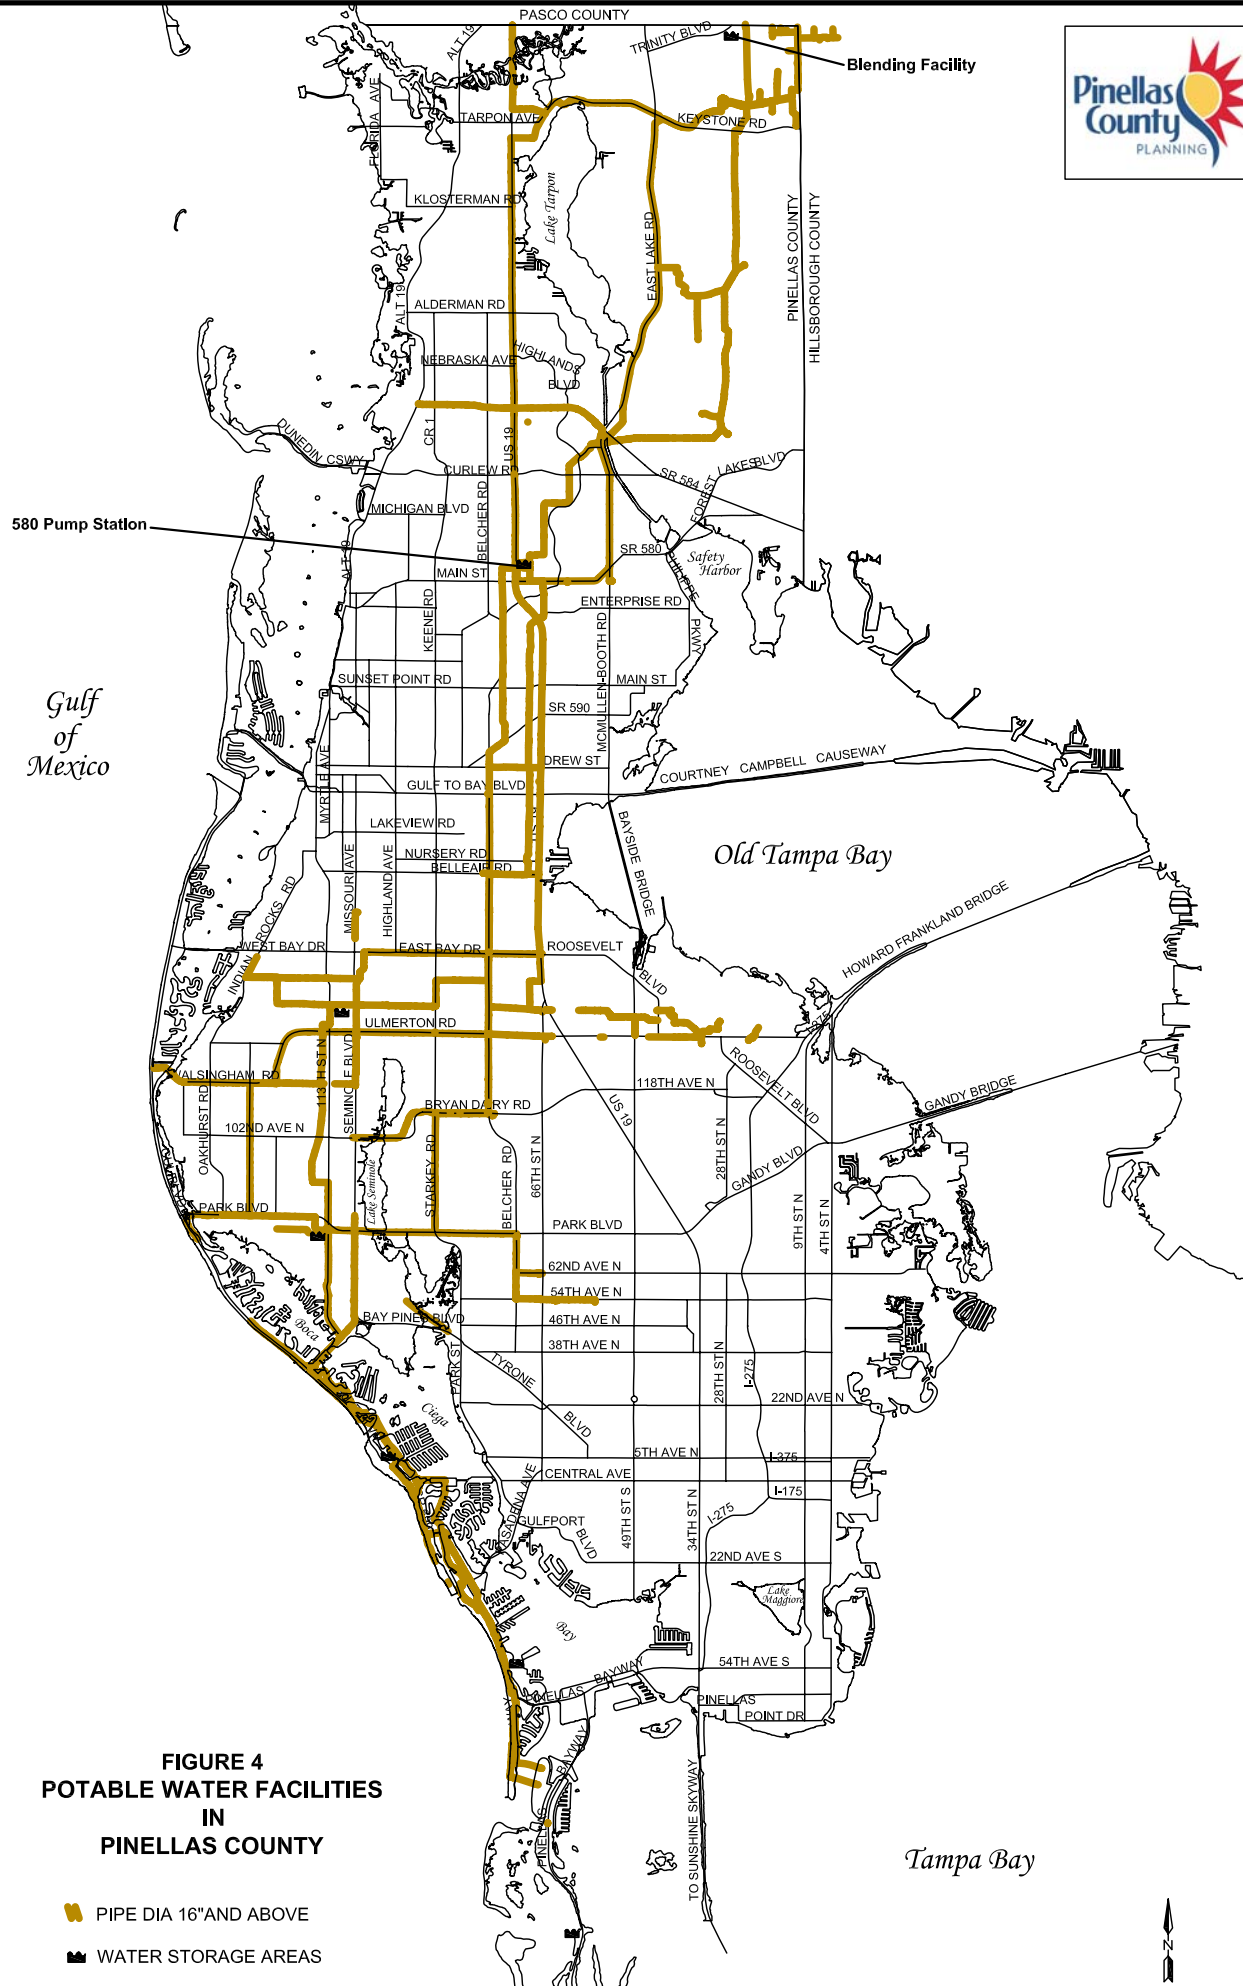 PASCO COUNTY
TRINITY BLVD
ALT 19
Blending Facility
Pinellas
County
PLANNING
FLORIDA AVE
TARPON AVE
KEYSTONE RD
KLOSTERMAN RD
Lake Tarpon
EAST LAKE RD
PINELLAS COUNTY
HILLSBOROUGH COUNTY
ALT 19
ALDERMAN RD
NEBRASKA AVE
HIGHLANDS
BLVD
CR 1
US 19
DUNEDIN CSWY
CURLEW R
SR 584
FOREST
LAKES BLVD
MICHIGAN BLVD
BELCHER RD
580 Pump Station
ALT 19
MAIN ST
SR 580
Safety
Harbor
PHILIPPE
PKWY
ENTERPRISE RD
KEENE RD
MCMULLEN-BOOTH RD
SUNSET POINT RD
MAIN ST
SR 590
Gulf
of
Mexico
MYRTLE AVE
DREW ST
GULF TO BAY BLVD
COURTNEY CAMPBELL CAUSEWAY
LAKEVIEW RD
NURSERY RD
BELLEAIR RD
BAYSIDE BRIDGE
Old Tampa Bay
MISSOURI AVE
HIGHLAND AVE
INDIAN ROCKS RD
WEST BAY DR
EAST BAY DR
ROOSEVELT
BLVD
HOWARD FRANKLAND BRIDGE
I-275
ULMERTON RD
113TH ST N
SEMINOLE BLVD
ROOSEVELT BLVD
WALSINGHAM RD
OAKHURST RD
118TH AVE N
US 19
GANDY BRIDGE
BRYAN DAIRY RD
102ND AVE N
STARKEY RD
BELCHER RD
66TH ST N
28TH ST N
GANDY BLVD
Lake Seminole
9TH ST N
4TH ST N
PARK BLVD
PARK BLVD
62ND AVE N
54TH AVE N
Boca
BAY PINES BLVD
46TH AVE N
38TH AVE N
PARK ST
TYRONE
BLVD
28TH ST N
I-275
22ND AVE N
Ciega
5TH AVE N
I-375
CENTRAL AVE
I-175
PASADENA AVE
GULFPORT
BLVD
49TH ST S
34TH ST N
I-275
22ND AVE S
Lake
Maggiore
Bay
54TH AVE S
PINELLAS
BAYWAY
PINELLAS
POINT DR
BAYWAY
PINELLAS
TO SUNSHINE SKYWAY
FIGURE 4
POTABLE WATER FACILITIES
IN
PINELLAS COUNTY
Tampa Bay
PIPE DIA 16"AND ABOVE
WATER STORAGE AREAS
N